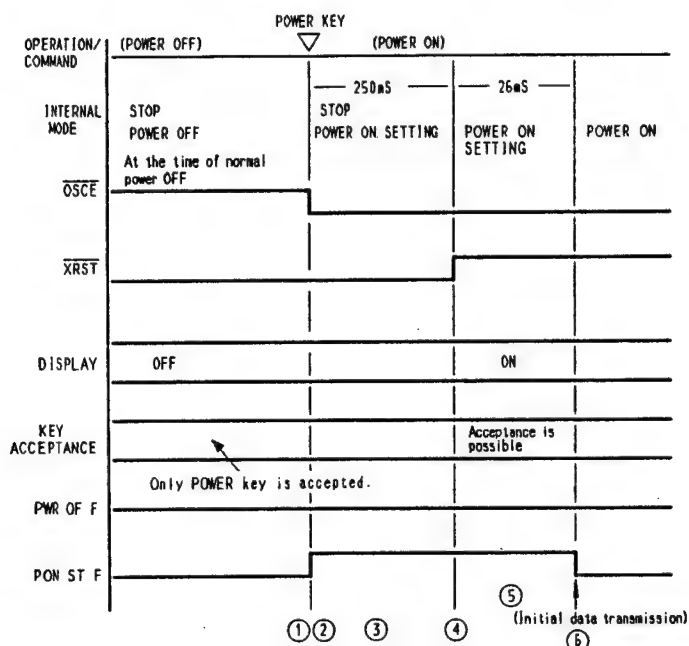 POWER KEY
OPERATION/
COMMAND
(POWER OFF)
(POWER ON)
250mS
26mS
INTERNAL
MODE
STOP
POWER OFF
STOP
POWER ON SETTING
POWER ON
SETTING
POWER ON
At the time of normal
power OFF
OSCE
XRST
DISPLAY
OFF
ON
KEY
ACCEPTANCE
Acceptance is
possible
Only POWER key is accepted.
PWR OF F
PON ST F
①②
③
④
⑤
(Initial data transmission)
⑥